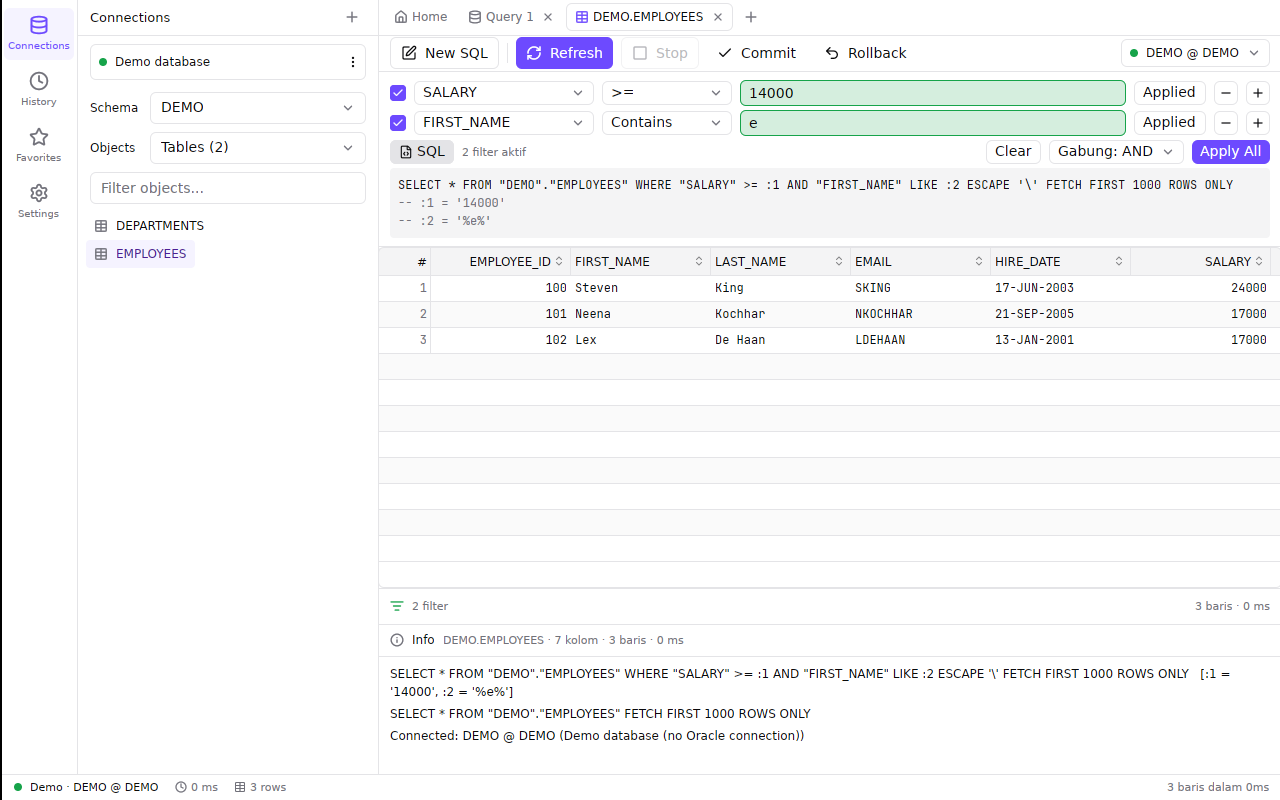 Connections
History
Favorites
Settings
Connections
Demo database
Schema
DEMO
Objects
Tables (2)
Filter objects...
DEPARTMENTS
EMPLOYEES
Home
Query 1
DEMO.EMPLOYEES
New SQL
Refresh
Stop
Commit
Rollback
DEMO @ DEMO
SALARY
>=
14000
Applied
FIRST_NAME
Contains
e
Applied
SQL
2 filter aktif
Clear
Gabung: AND
Apply All
SELECT * FROM "DEMO"."EMPLOYEES" WHERE "SALARY" >= :1 AND "FIRST_NAME" LIKE :2 ESCAPE '\' FETCH FIRST 1000 ROWS ONLY
-- :1 = '14000'
-- :2 = '%e%'
# EMPLOYEE_ID FIRST_NAME LAST_NAME EMAIL HIRE_DATE SALARY
1 100 Steven King SKING 17-JUN-2003 24000
2 101 Neena Kochhar NKOCHHAR 21-SEP-2005 17000
3 102 Lex De Haan LDEHAAN 13-JAN-2001 17000
2 filter
3 baris · 0 ms
Info DEMO.EMPLOYEES · 7 kolom · 3 baris · 0 ms
SELECT * FROM "DEMO"."EMPLOYEES" WHERE "SALARY" >= :1 AND "FIRST_NAME" LIKE :2 ESCAPE '\' FETCH FIRST 1000 ROWS ONLY [:1 =
'14000', :2 = '%e%']
SELECT * FROM "DEMO"."EMPLOYEES" FETCH FIRST 1000 ROWS ONLY
Connected: DEMO @ DEMO (Demo database (no Oracle connection))
Demo · DEMO @ DEMO
0 ms
3 rows
3 baris dalam 0ms